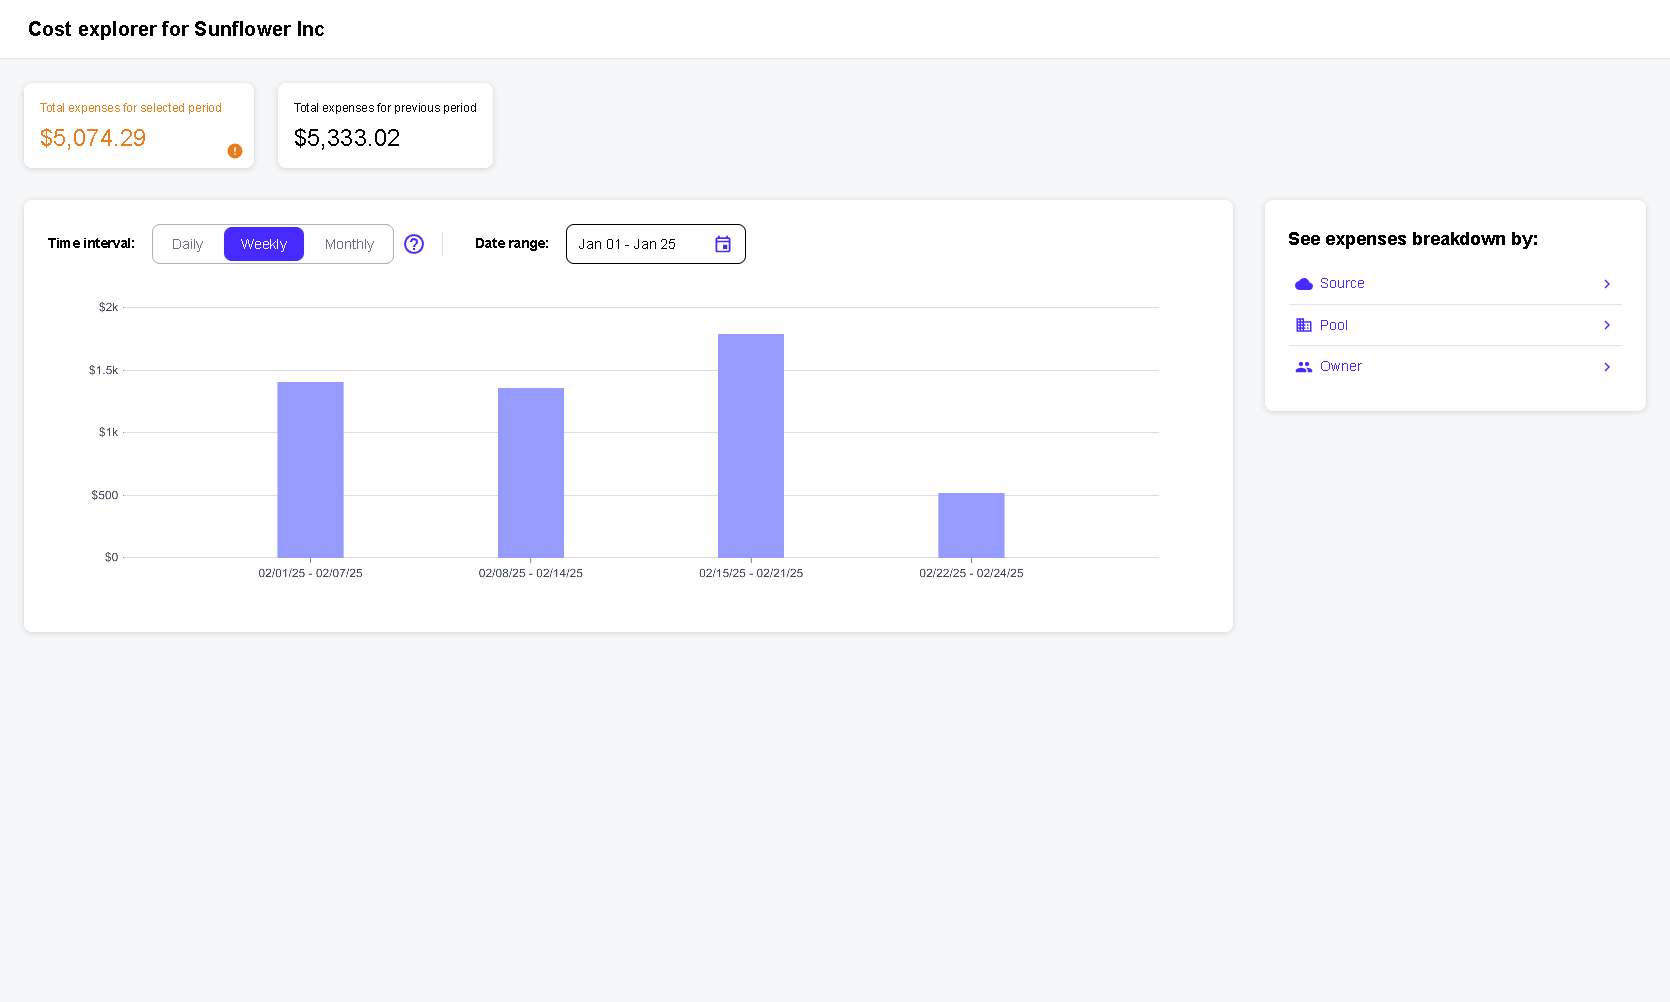 Cost explorer for Sunflower Inc
Total expenses for selected period
$5,074.29
Total expenses for previous period
$5,333.02
Time interval:
Daily
Weekly
Monthly
Date range:
Jan 01 - Jan 25
$2k
$1.5k
$1k
$500
$0
02/01/25 - 02/07/25
02/08/25 - 02/14/25
02/15/25 - 02/21/25
02/22/25 - 02/24/25
See expenses breakdown by:
Source
Pool
Owner